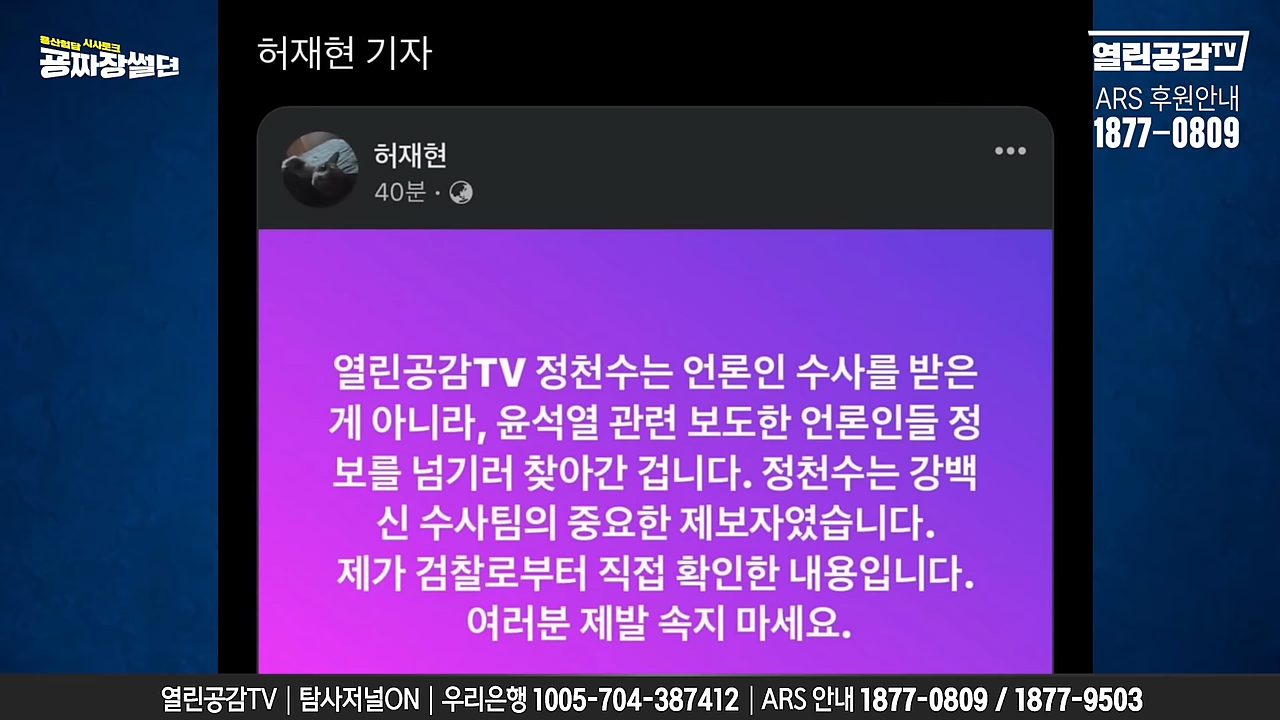 시사토크
짱짜장썰뎐
허재현 기자
열린공감TV
ARS 후원안내
1877-0809
허재현
40분 ·
열린공감TV 정천수는 언론인 수사를 받은
게 아니라, 윤석열 관련 보도한 언론인들 정
보를 넘기러 찾아간 겁니다. 정천수는 강백
신 수사팀의 중요한 제보자였습니다.
제가 검찰로부터 직접 확인한 내용입니다.
여러분 제발 속지 마세요.
열린공감TV | 탐사저널ON | 우리은행 1005-704-387412 | ARS 안내 1877-0809 / 1877-9503